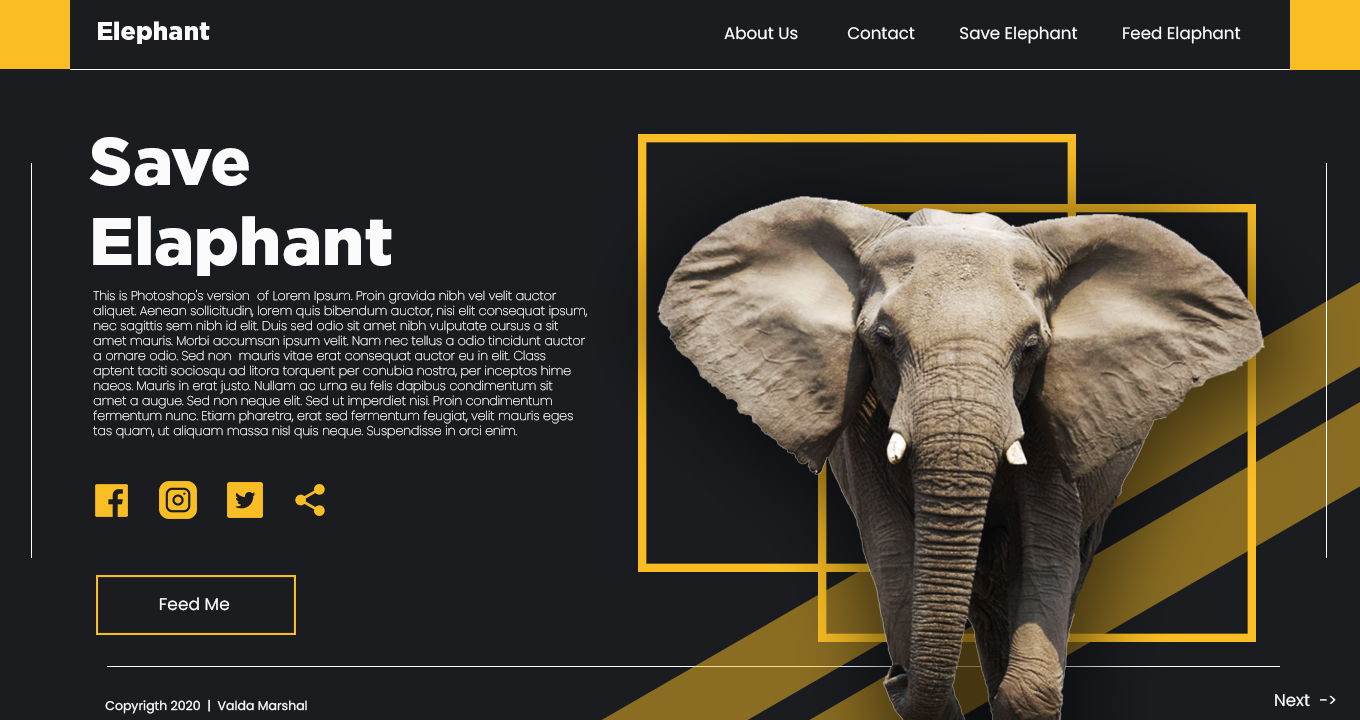 Elephant
About Us
Contact
Save Elephant
Feed Elaphant
Save
Elaphant
This is Photoshop's version  of Lorem Ipsum. Proin gravida nibh vel velit auctor
aliquet. Aenean sollicitudin, lorem quis bibendum auctor, nisi elit consequat ipsum,
nec sagittis sem nibh id elit. Duis sed odio sit amet nibh vulputate cursus a sit
amet mauris. Morbi accumsan ipsum velit. Nam nec tellus a odio tincidunt auctor
a ornare odio. Sed non  mauris vitae erat consequat auctor eu in elit. Class
aptent taciti sociosqu ad litora torquent per conubia nostra, per inceptos hime
naeos. Mauris in erat justo. Nullam ac urna eu felis dapibus condimentum sit
amet a augue. Sed non neque elit. Sed ut imperdiet nisi. Proin condimentum
fermentum nunc. Etiam pharetra, erat sed fermentum feugiat, velit mauris eges
tas quam, ut aliquam massa nisl quis neque. Suspendisse in orci enim.
Feed Me
Copyrigth 2020 | Valda Marshal
Next ->